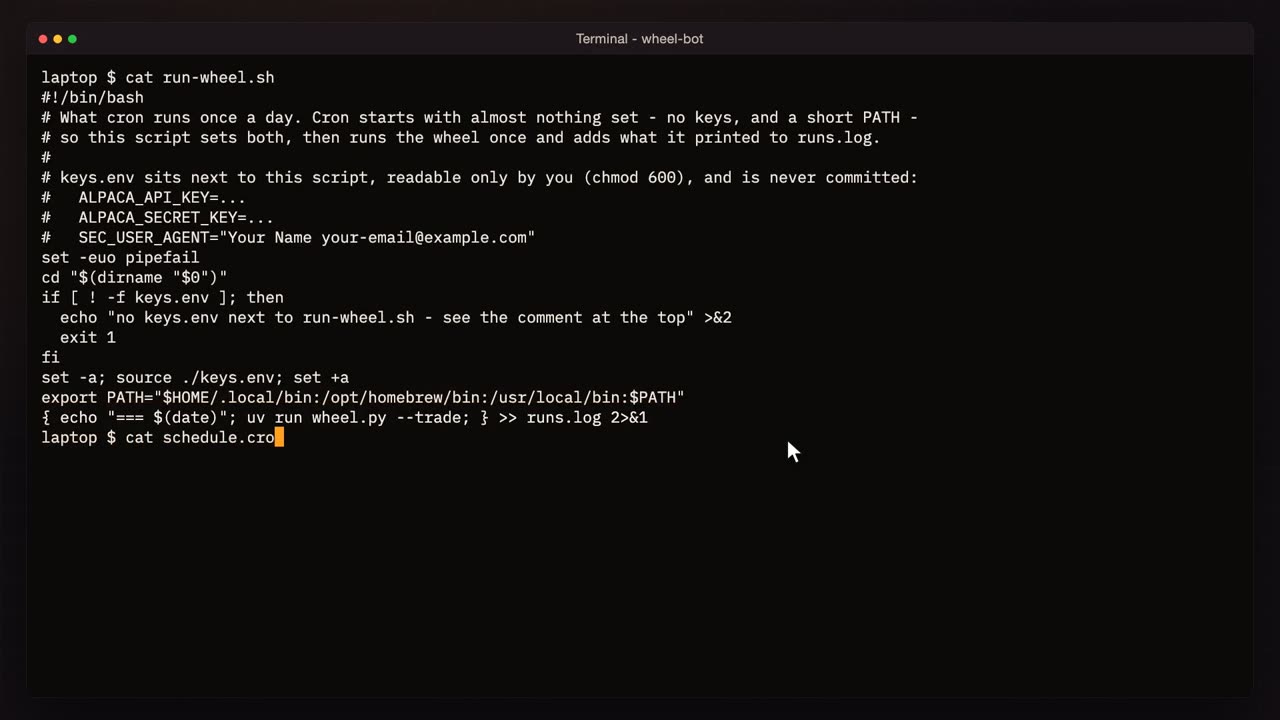 Terminal - wheel-bot
laptop $ cat run-wheel.sh
#!/bin/bash
# What cron runs once a day. Cron starts with almost nothing set - no keys, and a short PATH -
# so this script sets both, then runs the wheel once and adds what it printed to runs.log.
#
# keys.env sits next to this script, readable only by you (chmod 600), and is never committed:
#   ALPACA_API_KEY=...
#   ALPACA_SECRET_KEY=...
#   SEC_USER_AGENT="Your Name your-email@example.com"
set -euo pipefail
cd "$(dirname "$0")"
if [ ! -f keys.env ]; then
  echo "no keys.env next to run-wheel.sh - see the comment at the top" >&2
  exit 1
fi
set -a; source ./keys.env; set +a
export PATH="$HOME/.local/bin:/opt/homebrew/bin:/usr/local/bin:$PATH"
{ echo "=== $(date)"; uv run wheel.py --trade; } >> runs.log 2>&1
laptop $ cat schedule.cro